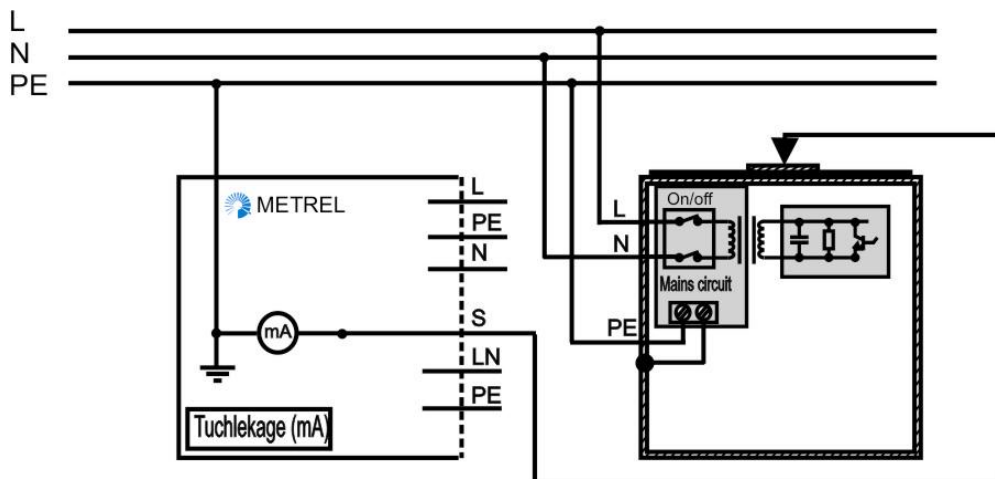 L
N
PE
METREL
L
PE
N
S
LN
PE
mA
Tuchlekage (mA)
L
N
PE
On/off
Mains circuit